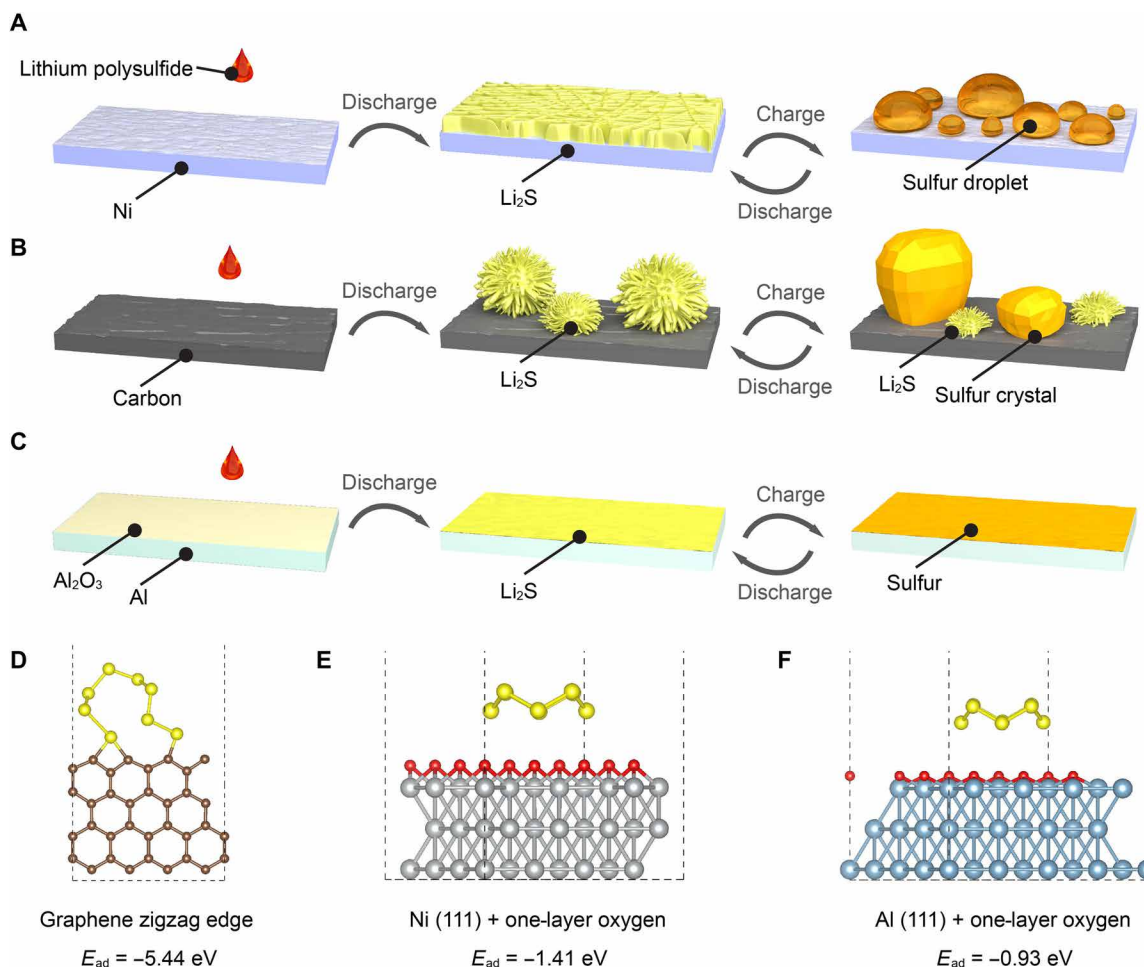 A
Lithium polysulfide
Discharge
Charge
Discharge
Ni
Li₂S
Sulfur droplet
B
Discharge
Charge
Discharge
Carbon
Li₂S
Li₂S
Sulfur crystal
C
Discharge
Charge
Discharge
Al₂O₃
Al
Li₂S
Sulfur
D
E
F
Graphene zigzag edge
Ni (111) + one-layer oxygen
Al (111) + one-layer oxygen
Ead = −5.44 eV
Ead = −1.41 eV
Ead = −0.93 eV